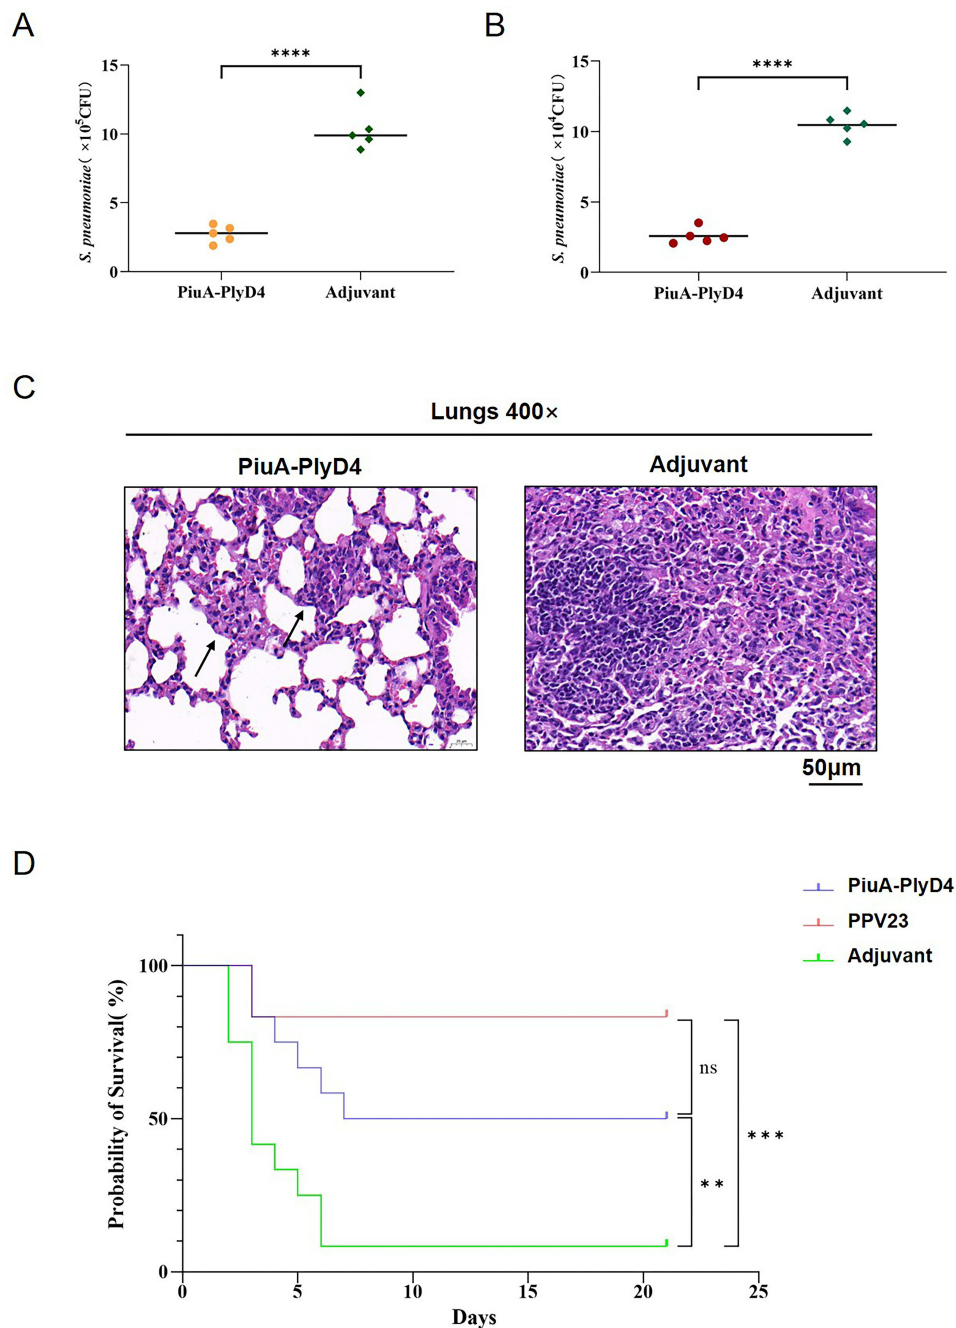 A
B
****
****
15
10
5
0
S. pneumoniae ( ×10⁵CFU)
PiuA-PlyD4
Adjuvant
15
10
5
0
S. pneumoniae ( ×10⁴CFU)
PiuA-PlyD4
Adjuvant
C
Lungs 400×
PiuA-PlyD4
Adjuvant
50μm
D
PiuA-PlyD4
PPV23
Adjuvant
100
50
0
Probability of Survival( %)
0
5
10
15
20
25
Days
ns
**
***